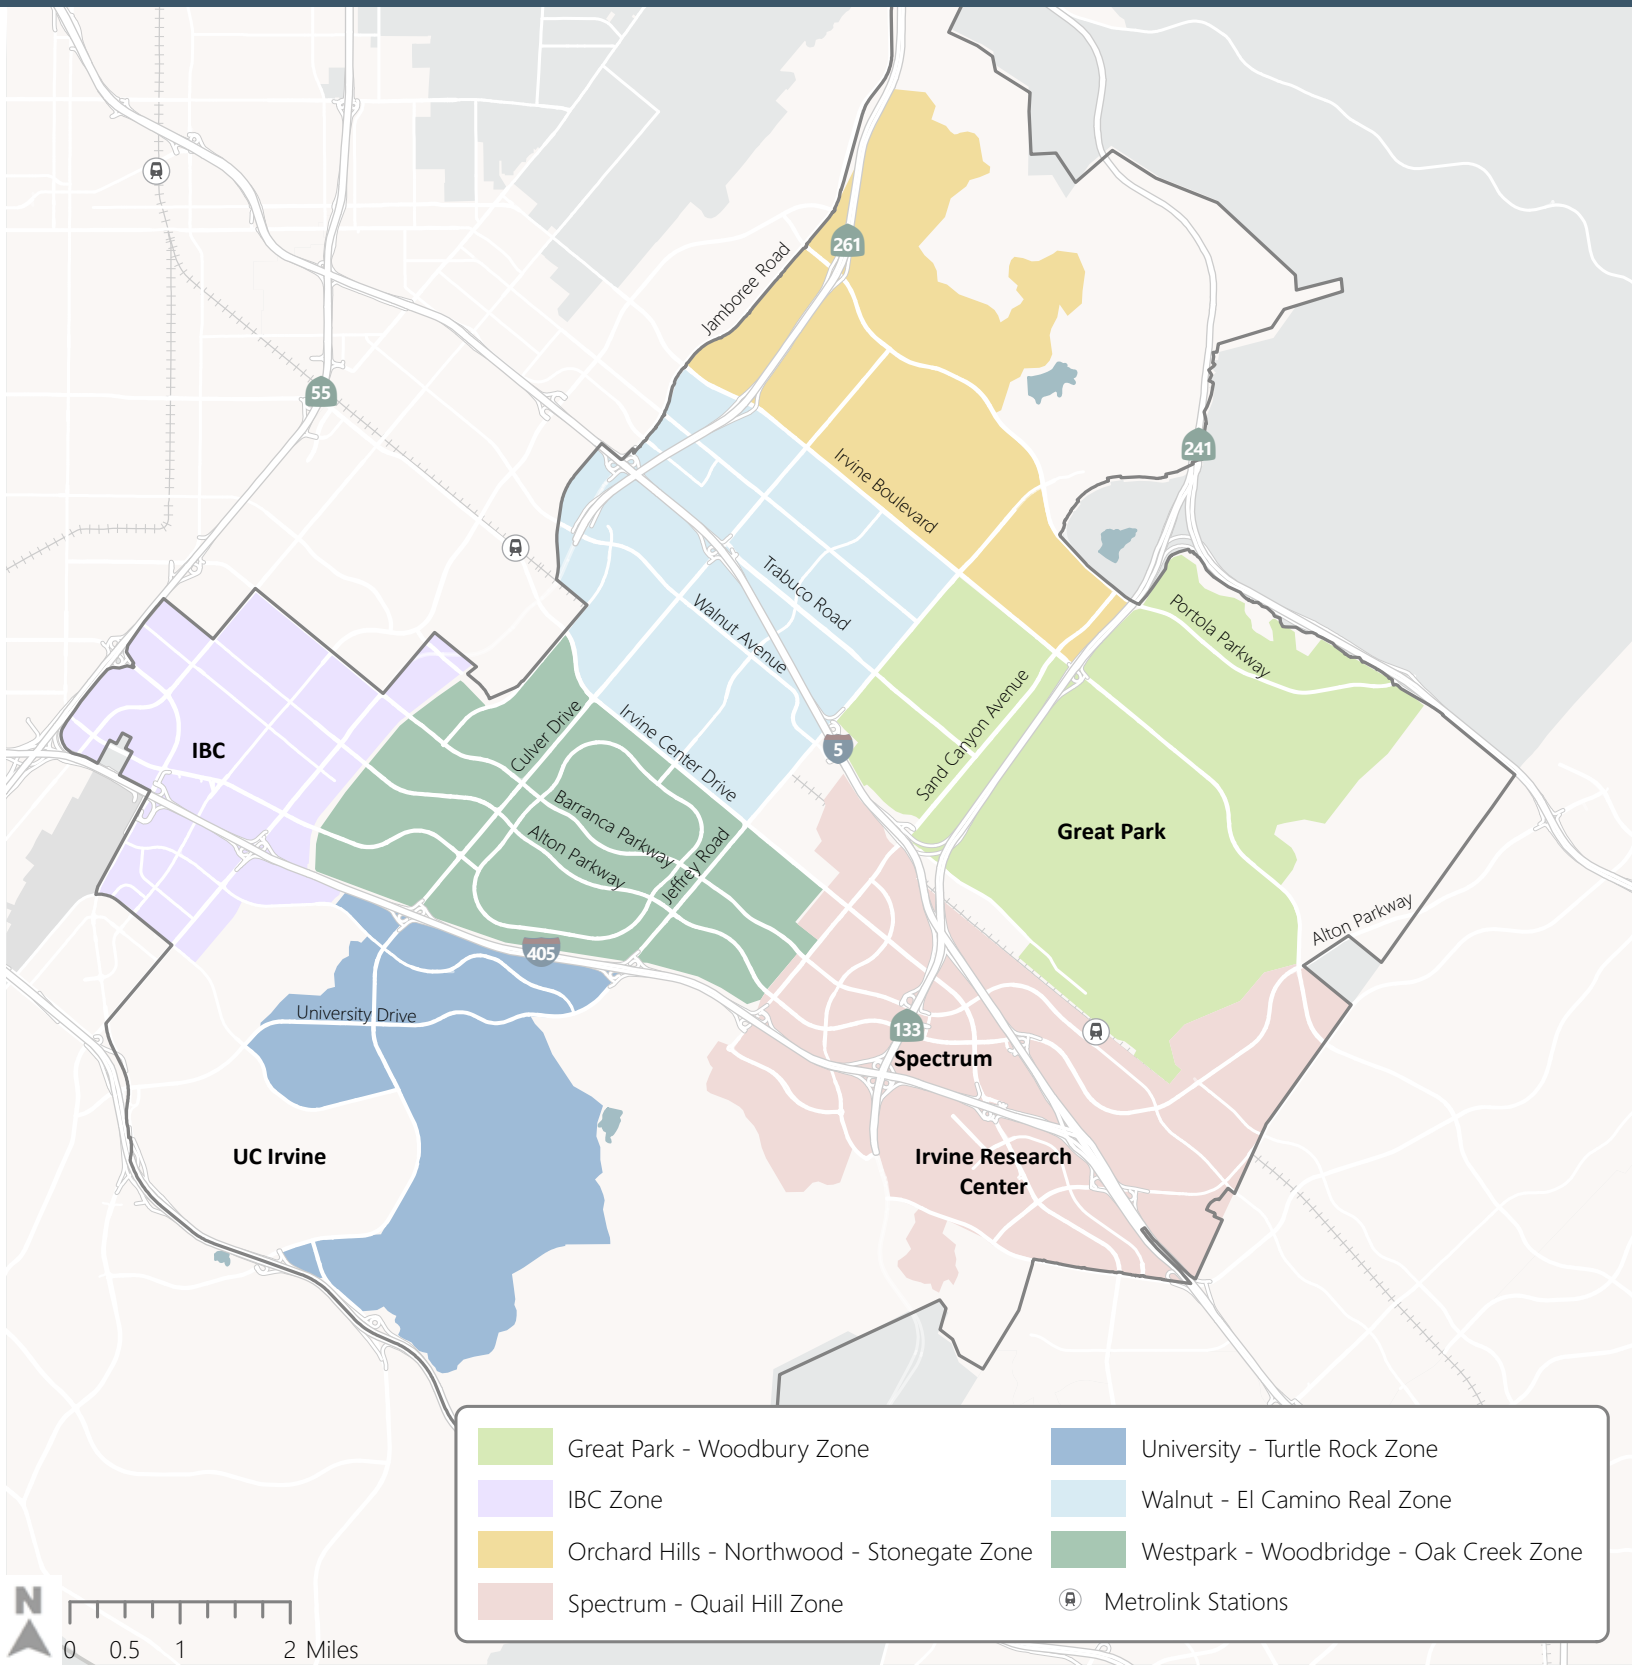 261
Jamboree Road
55
241
Irvine Boulevard
Trabuco Road
Walnut Avenue
Portola Parkway
Sand Canyon Avenue
Culver Drive
Irvine Center Drive
IBC
5
Barranca Parkway
Alton Parkway
Jeffrey Road
Great Park
Alton Parkway
405
University Drive
133
Spectrum
UC Irvine
Irvine Research
Center
Great Park - Woodbury Zone
IBC Zone
Orchard Hills - Northwood - Stonegate Zone
Spectrum - Quail Hill Zone
University - Turtle Rock Zone
Walnut - El Camino Real Zone
Westpark - Woodbridge - Oak Creek Zone
Metrolink Stations
N
0 0.5 1 2 Miles